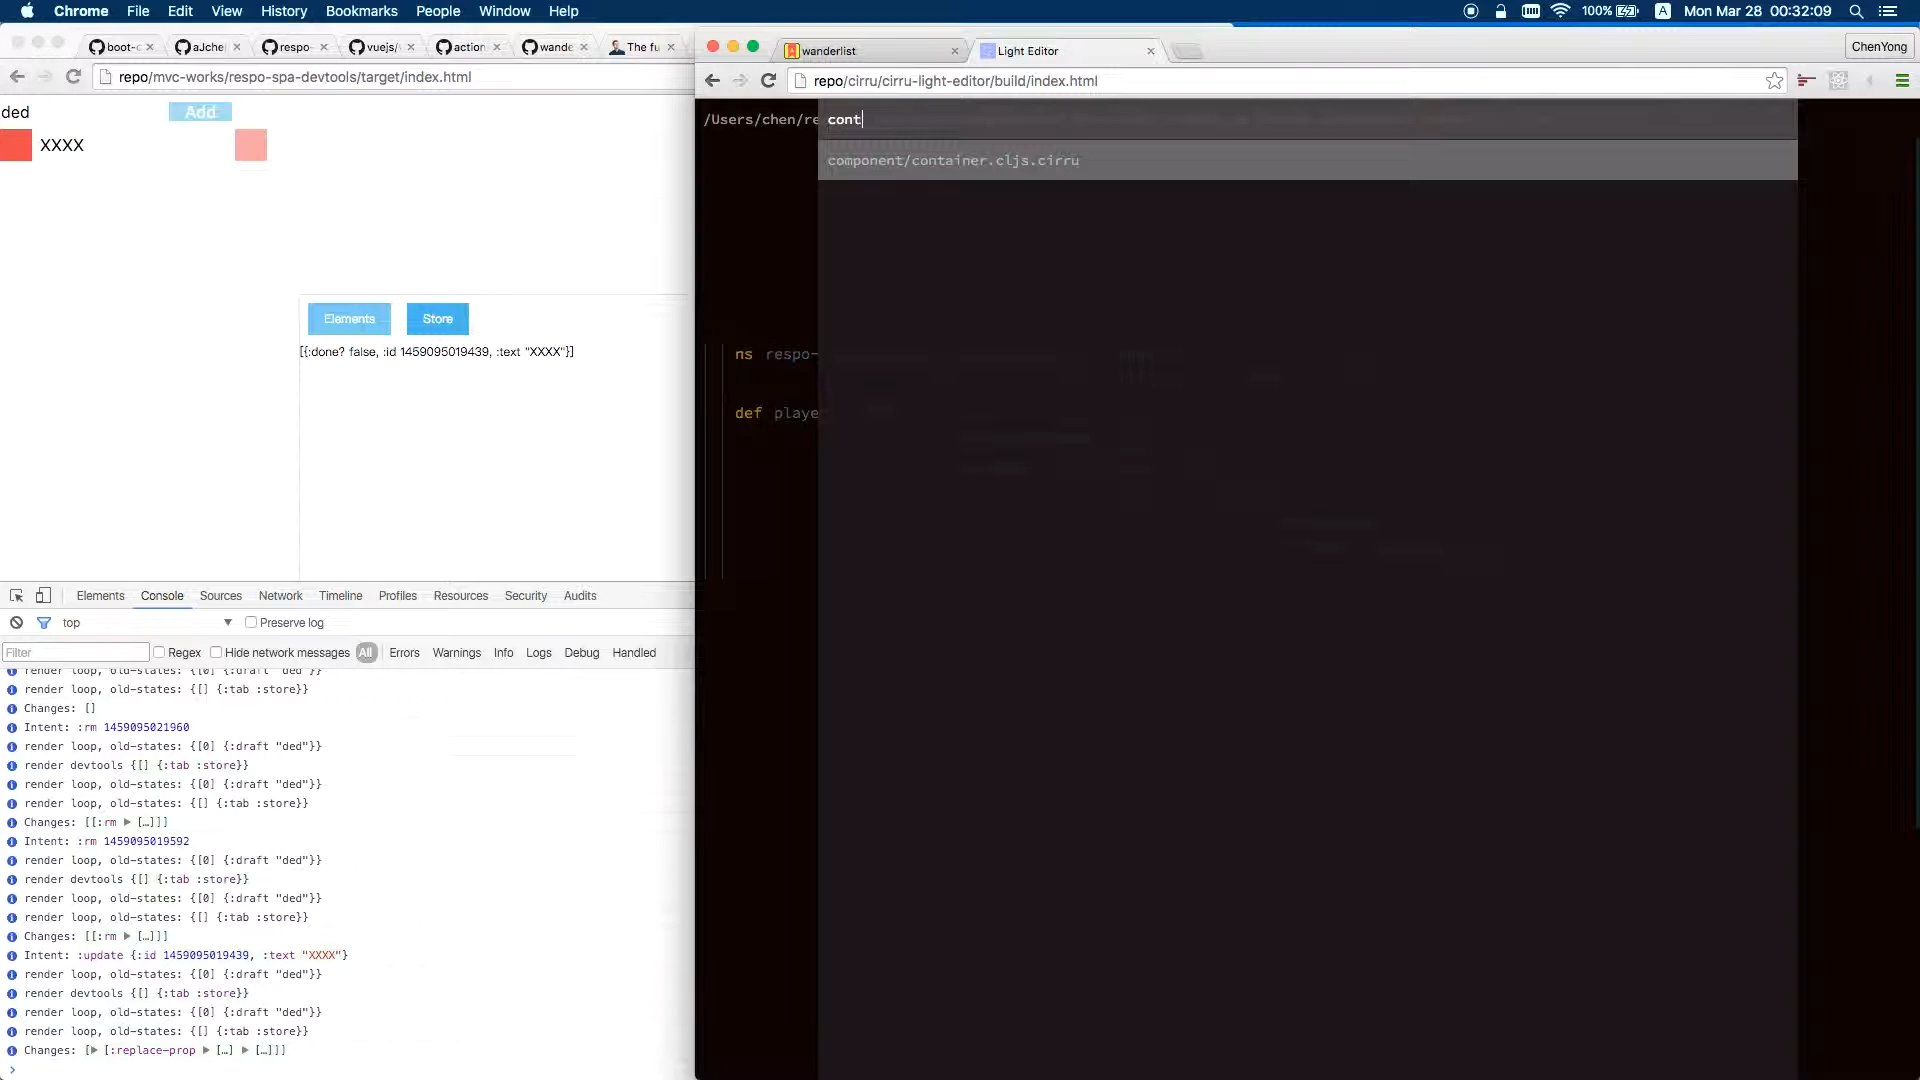 Chrome File Edit View History Bookmarks People Window Help 100% A Mon Mar 28 00:32:09
boot-c aJche respo- vuejs/ action wande The fu
repo/mvc-works/respo-spa-devtools/target/index.html
ded Add
XXXX
Elements Store
[{:done? false, :id 1459095019439, :text "XXXX"}]
Elements Console Sources Network Timeline Profiles Resources Security Audits
top Preserve log
Filter Regex Hide network messages All Errors Warnings Info Logs Debug Handled
render loop, old-states: {[0] {:draft "ded"}}
render loop, old-states: {[] {:tab :store}}
Changes: []
Intent: :rm 1459095021960
render loop, old-states: {[0] {:draft "ded"}}
render devtools {[] {:tab :store}}
render loop, old-states: {[0] {:draft "ded"}}
render loop, old-states: {[] {:tab :store}}
Changes: [[:rm ▶ […]]]
Intent: :rm 1459095019592
render loop, old-states: {[0] {:draft "ded"}}
render devtools {[] {:tab :store}}
render loop, old-states: {[0] {:draft "ded"}}
render loop, old-states: {[] {:tab :store}}
Changes: [[:rm ▶ […]]]
Intent: :update {:id 1459095019439, :text "XXXX"}
render loop, old-states: {[0] {:draft "ded"}}
render devtools {[] {:tab :store}}
render loop, old-states: {[0] {:draft "ded"}}
render loop, old-states: {[] {:tab :store}}
Changes: [▶ [:replace-prop ▶ […] ▶ […]]]
wanderlist Light Editor ChenYong
repo/cirru/cirru-light-editor/build/index.html
/Users/chen/re cont
component/container.cljs.cirru
ns respo-
def playe